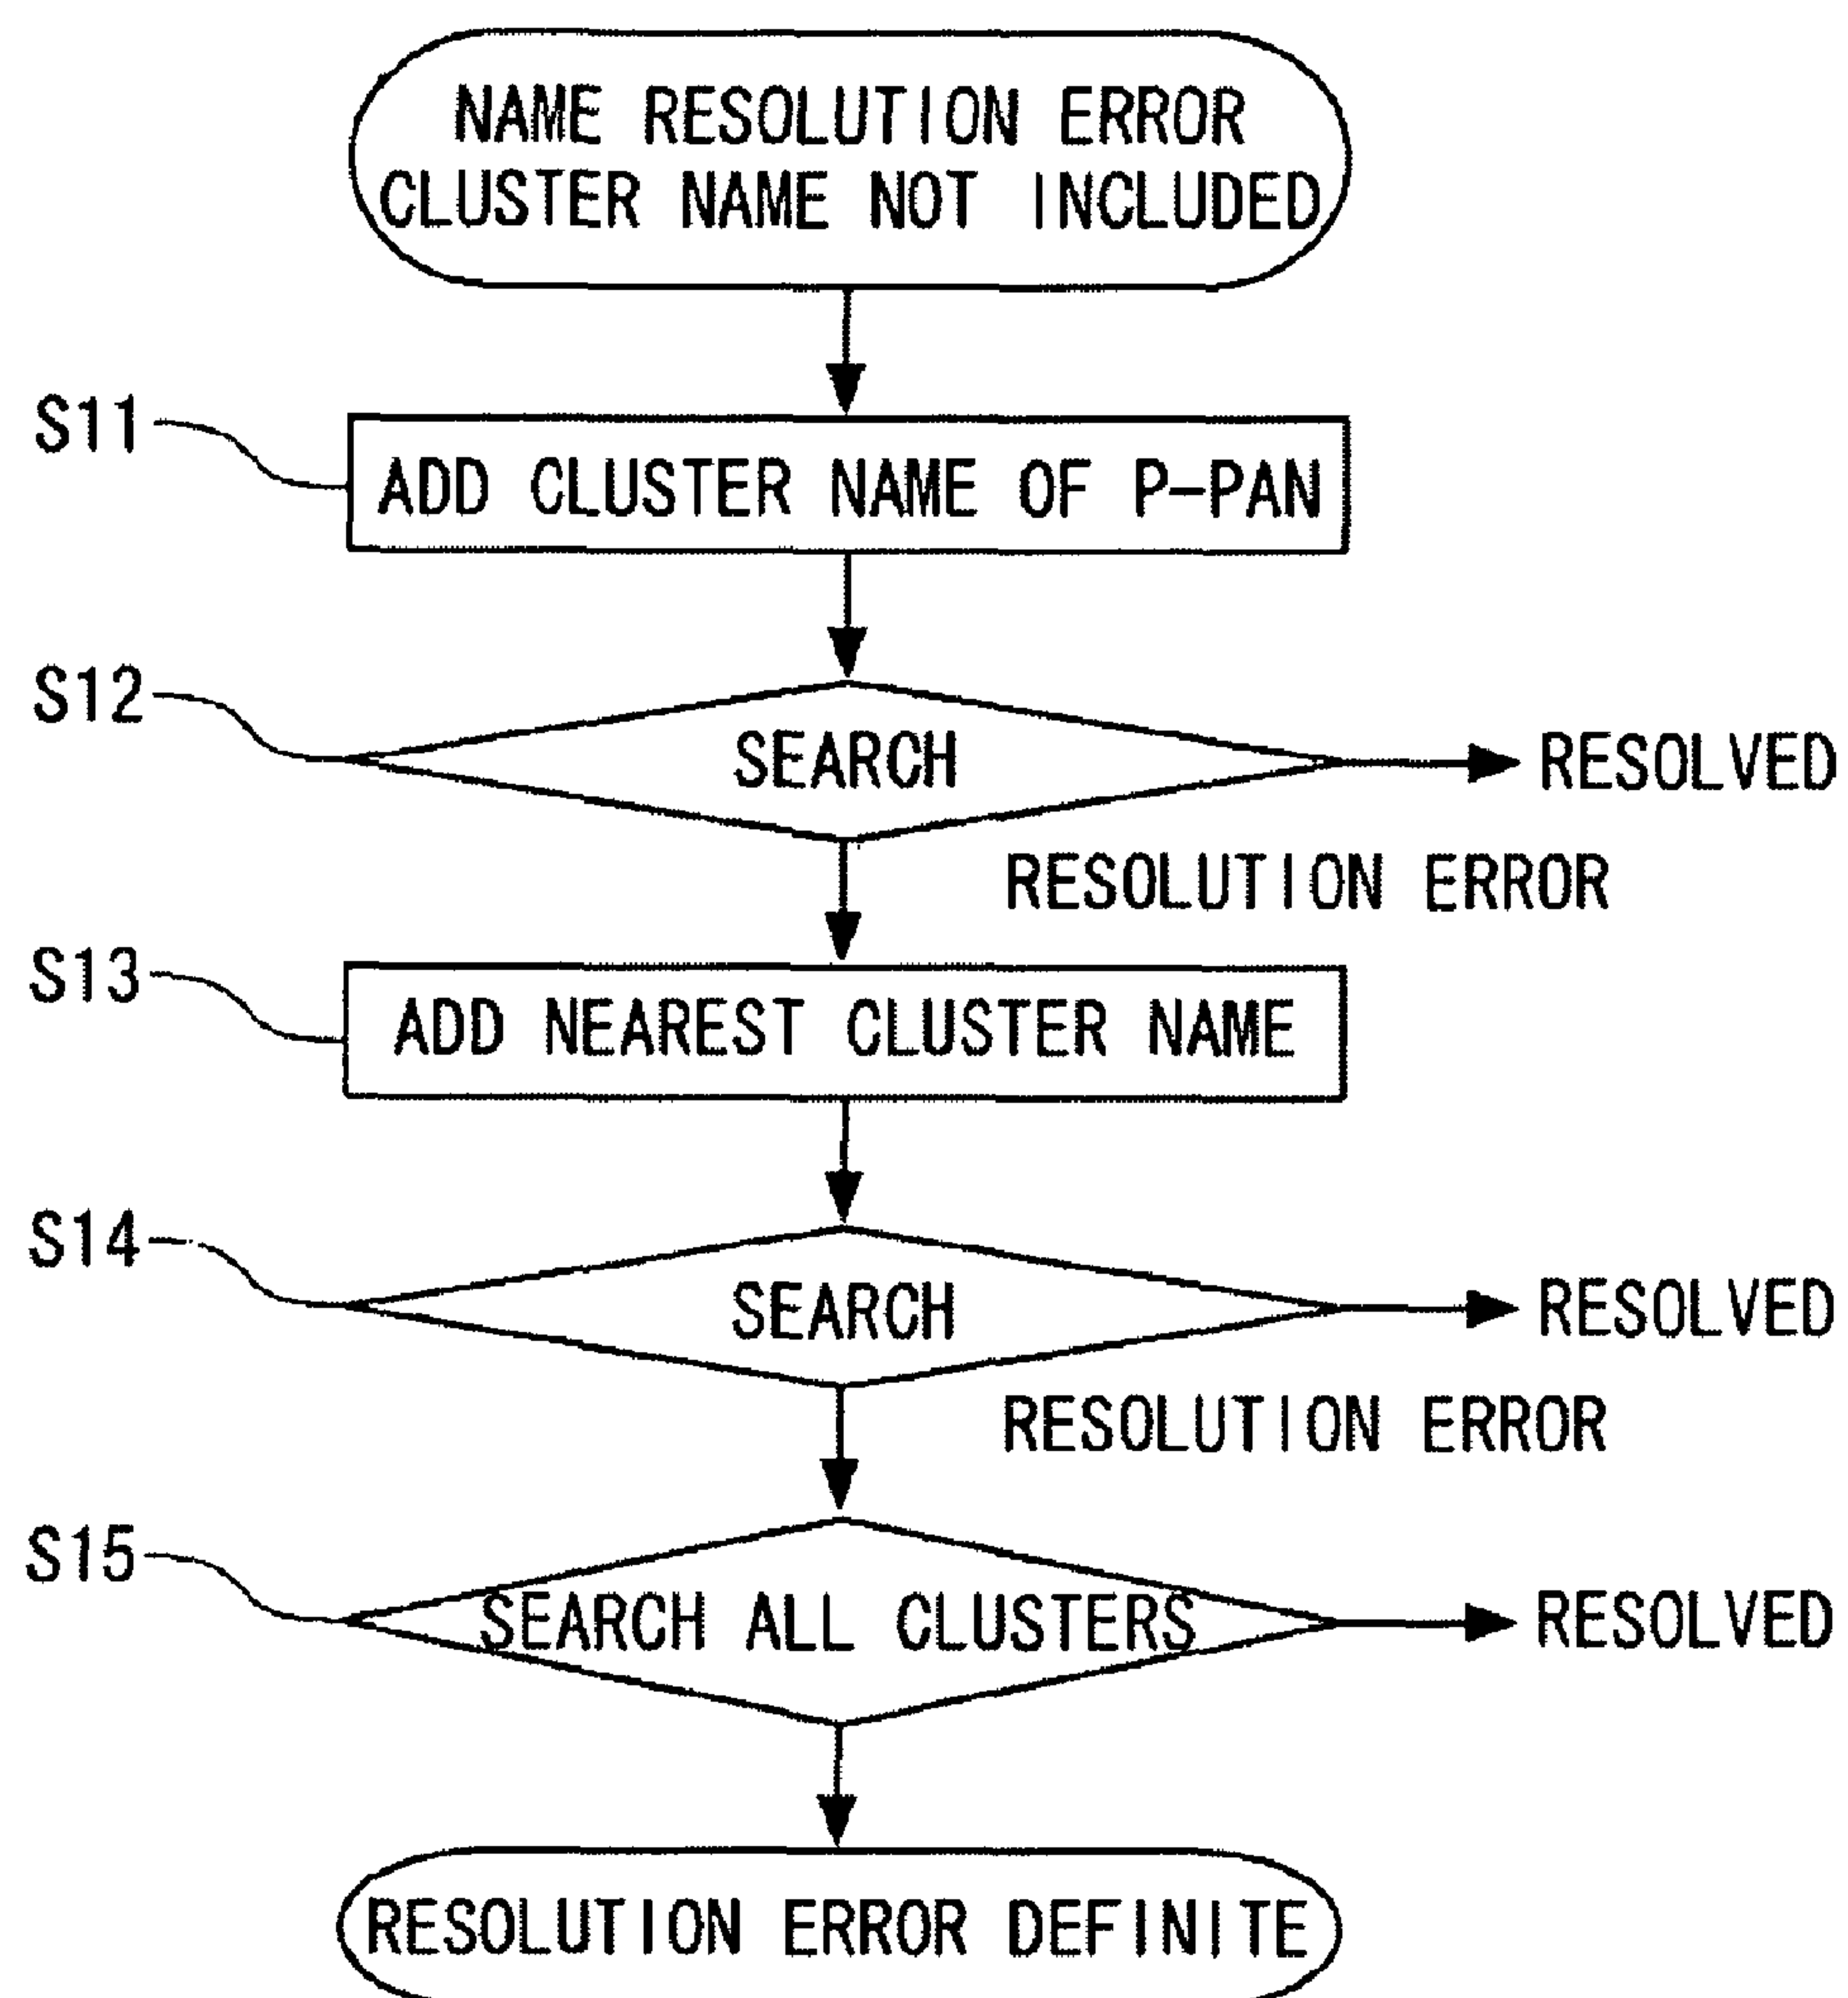 NAME RESOLUTION ERROR
CLUSTER NAME NOT INCLUDED
S11
ADD CLUSTER NAME OF P-PAN
S12
SEARCH
RESOLVED
RESOLUTION ERROR
S13
ADD NEAREST CLUSTER NAME
S14
SEARCH
RESOLVED
RESOLUTION ERROR
S15
SEARCH ALL CLUSTERS
RESOLVED
RESOLUTION ERROR DEFINITE